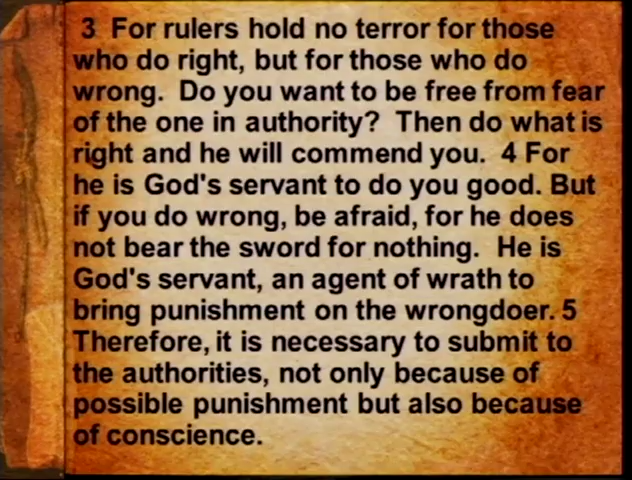 3 For rulers hold no terror for those
who do right, but for those who do
wrong. Do you want to be free from fear
of the one in authority? Then do what is
right and he will commend you. 4 For
he is God's servant to do you good. But
if you do wrong, be afraid, for he does
not bear the sword for nothing. He is
God's servant, an agent of wrath to
bring punishment on the wrongdoer. 5
Therefore, it is necessary to submit to
the authorities, not only because of
possible punishment but also because
of conscience.